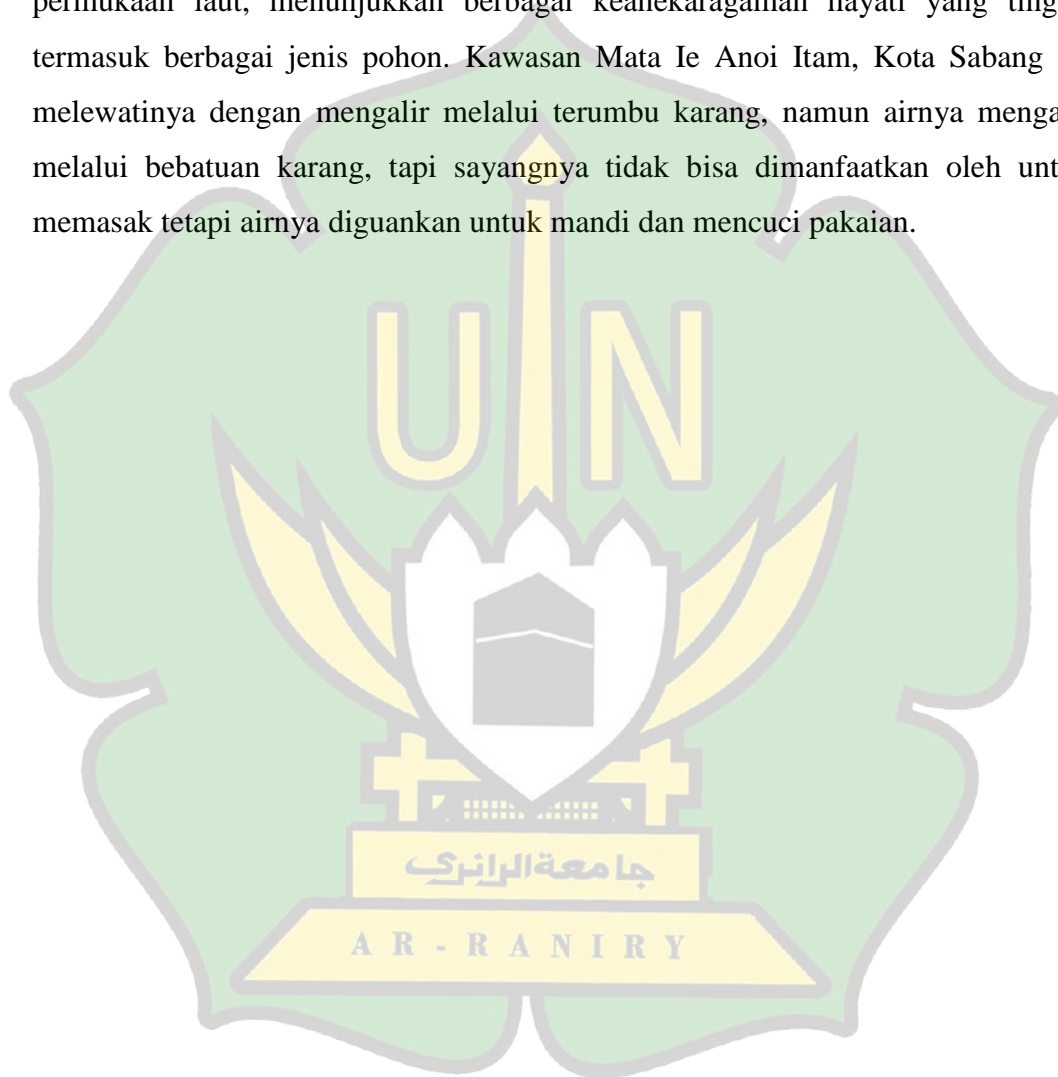 permukaan laut, menunjukkan berbagai keanekaragaman hayati yang ting
termasuk berbagai jenis pohon. Kawasan Mata Ie Anoi Itam, Kota Sabang
melewatinya dengan mengalir melalui terumbu karang, namun airnya menga
melalui bebatuan karang, tapi sayangnya tidak bisa dimanfaatkan oleh unt
memasak tetapi airnya diguankan untuk mandi dan mencuci pakaian.
UIN
جامعةالرانري
AR-RANIRY